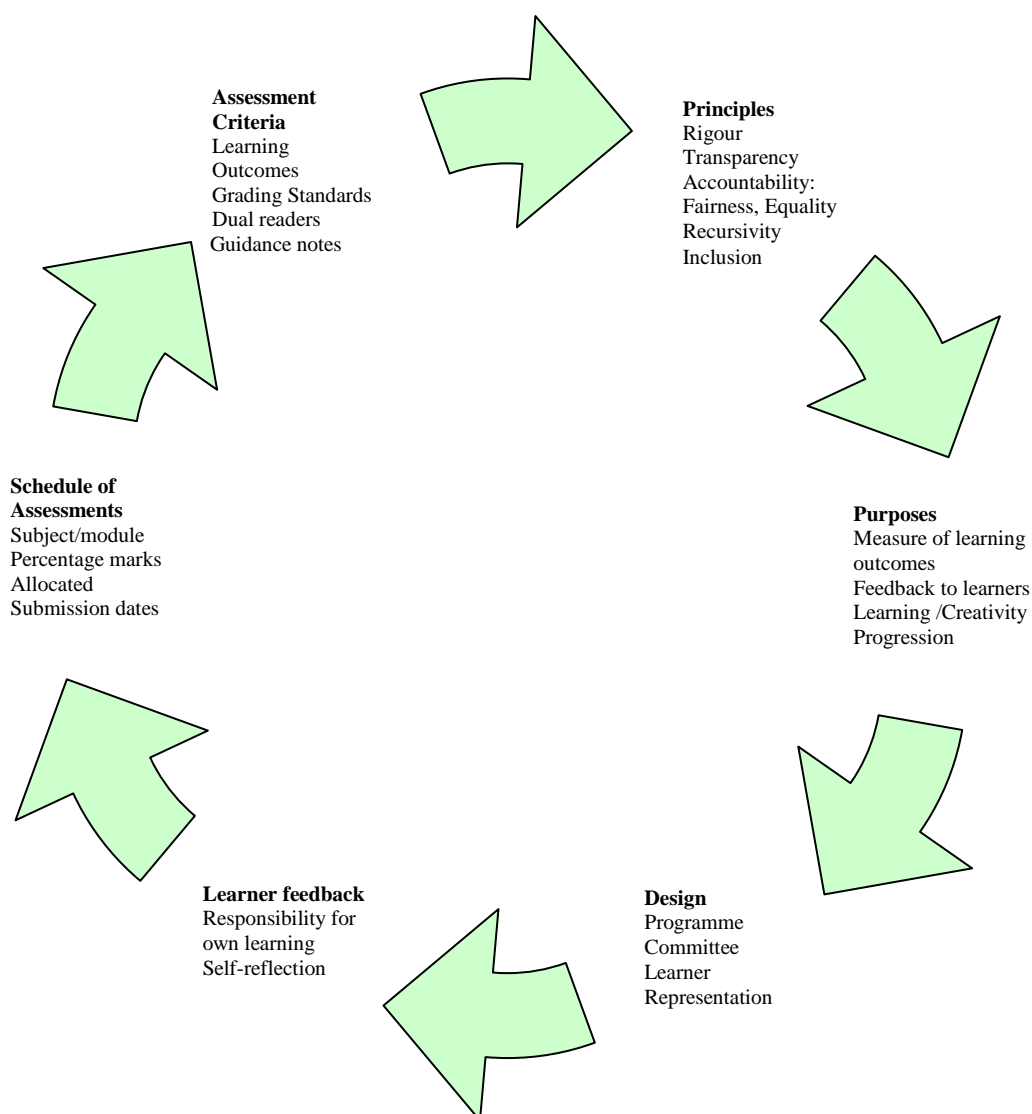 Assessment
Criteria
Learning
Outcomes
Grading Standards
Dual readers
Guidance notes
Principles
Rigour
Transparency
Accountability:
Fairness, Equality
Recursivity
Inclusion
Purposes
Measure of learning
outcomes
Feedback to learners
Learning /Creativity
Progression
Design
Programme
Committee
Learner
Representation
Learner feedback
Responsibility for
own learning
Self-reflection
Schedule of
Assessments
Subject/module
Percentage marks
Allocated
Submission dates